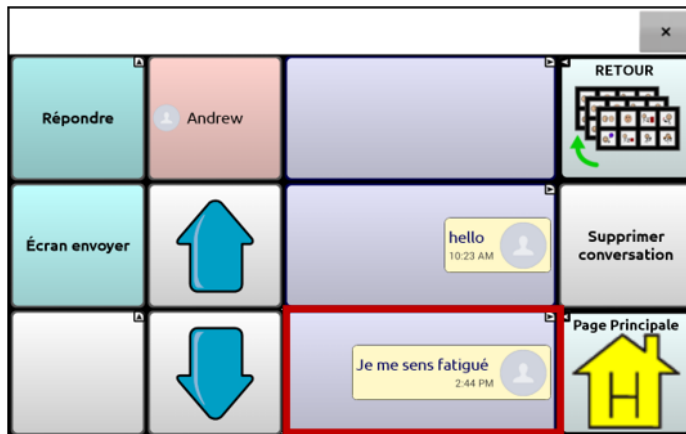 ×
RETOUR
Répondre
Andrew
Écran envoyer
hello
10:23 AM
Supprimer
conversation
Je me sens fatigué
2:44 PM
Page Principale
H